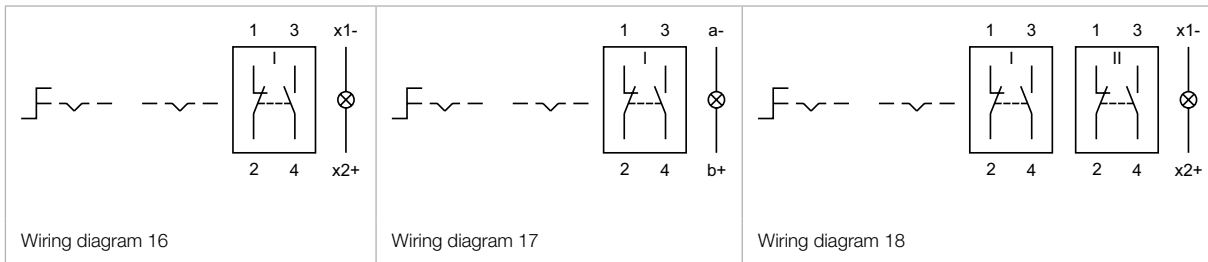 1 3 x1-
I
2 4 x2+
Wiring diagram 16
1 3 a-
I
2 4 b+
Wiring diagram 17
1 3 1 3 x1-
I II
2 4 2 4 x2+
Wiring diagram 18